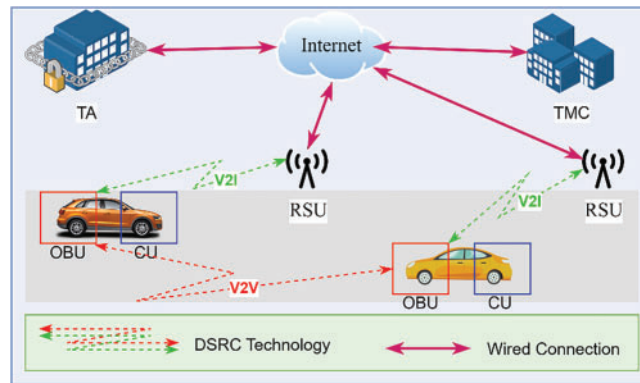 Internet
TA
TMC
V2I
RSU
V2I
RSU
OBU
CU
V2V
OBU
CU
DSRC Technology
Wired Connection